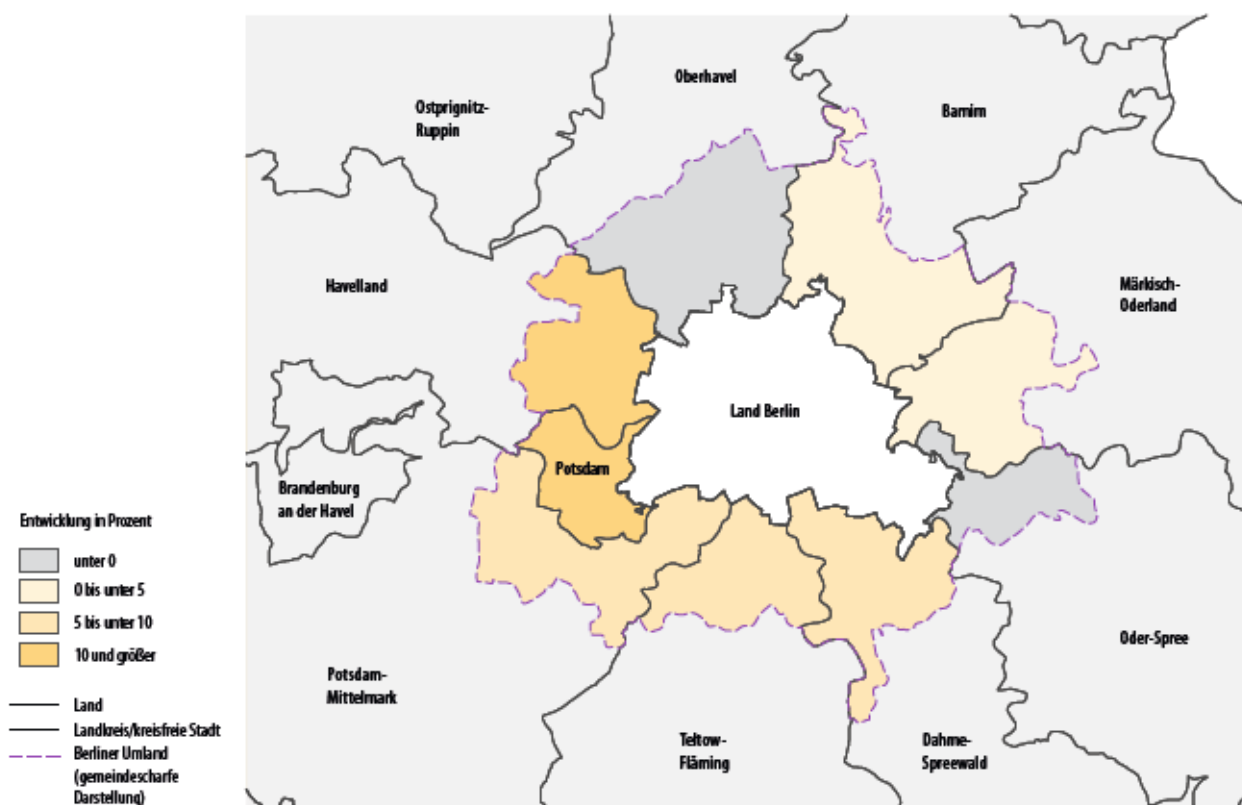 Oberhavel
Ostprignitz-
Ruppin
Barnim
Havelland
Märkisch-
Oderland
Land Berlin
Potsdam
Brandenburg
an der Havel
Entwicklung in Prozent
unter 0
0 bis unter 5
5 bis unter 10
10 und größer
Land
Landkreis/kreisfreie Stadt
Berliner Umland
(gemeindescharfe
Darstellung)
Potsdam-
Mittelmark
Oder-Spree
Teltow-
Fläming
Dahme-
Spreewald